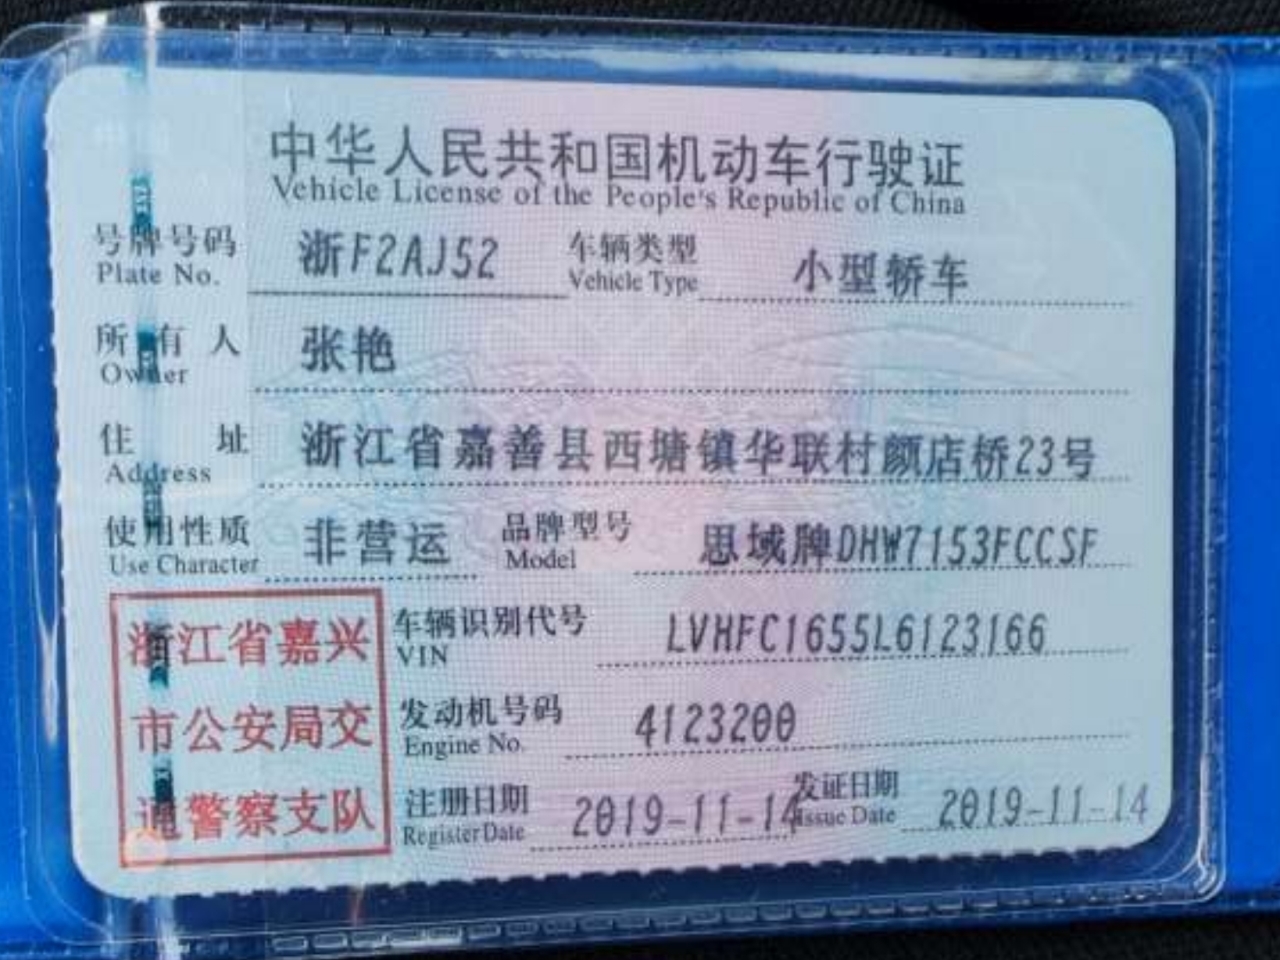 中华人民共和国机动车行驶证
Vehicle License of the People's Republic of China
号牌号码 浙F2AJ52 车辆类型 小型轿车
Plate No. Vehicle Type
所有人 张艳
Owner
住址 浙江省嘉善县西塘镇华联村颜店桥23号
Address
使用性质 非营运 品牌型号 思域牌DHW7153FCCSF
Use Character Model
浙江省嘉兴
市公安局交
通警察支队
车辆识别代号 LVHFC1655L6123166
VIN
发动机号码 4123200
Engine No.
注册日期 2019-11-14 发证日期 2019-11-14
Register Date Issue Date